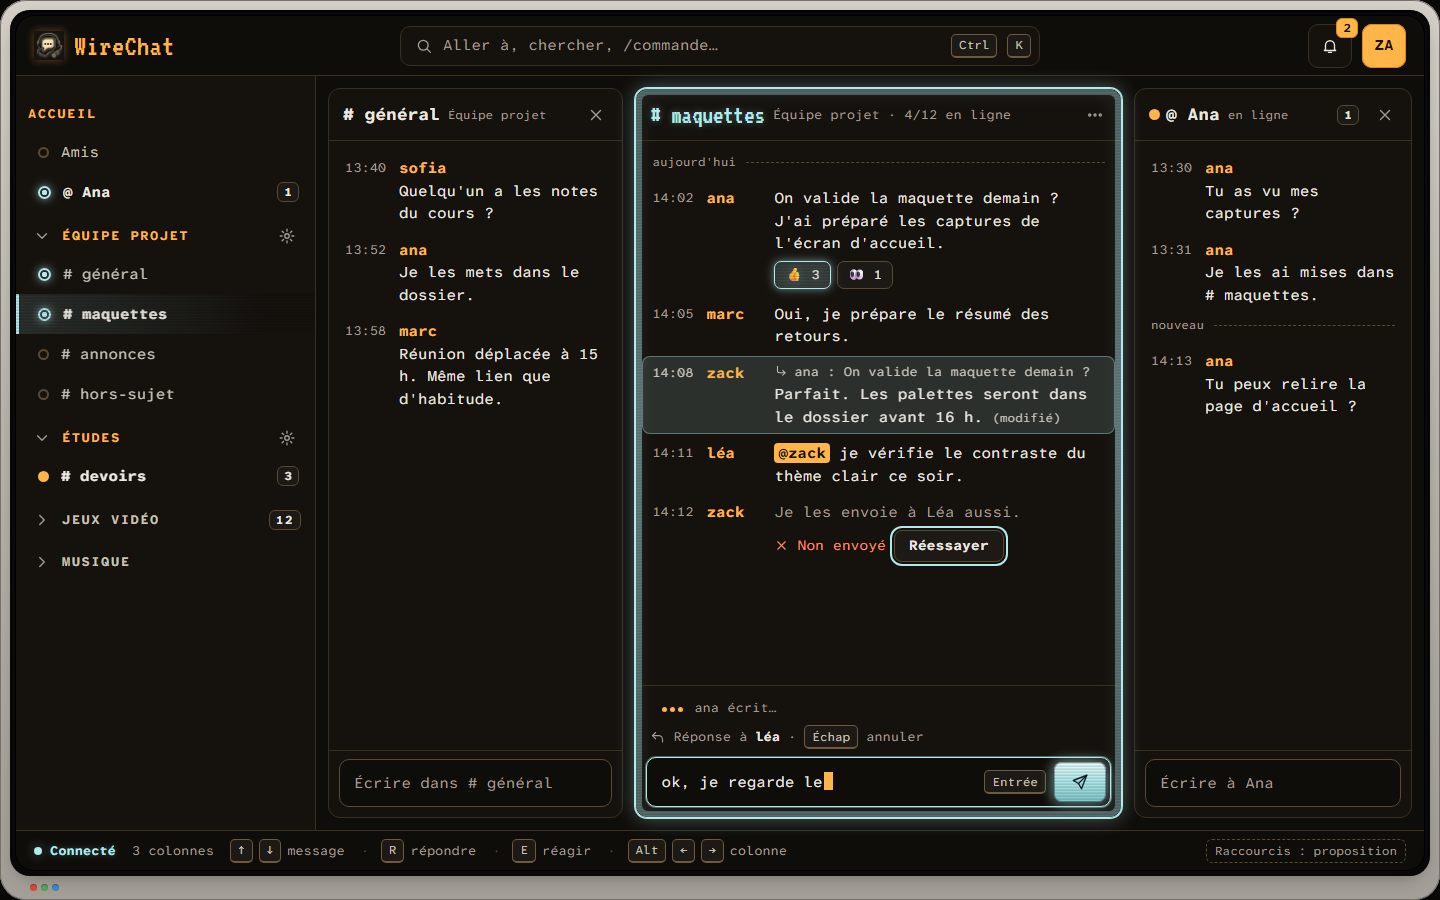 WireChat
Aller à, chercher, /commande…
Ctrl K
2
ZA
ACCUEIL
Amis
@ Ana 1
ÉQUIPE PROJET
# général
# maquettes
# annonces
# hors-sujet
ÉTUDES
# devoirs 3
JEUX VIDÉO 12
MUSIQUE
# général Équipe projet
13:40 sofia
Quelqu'un a les notes
du cours ?
13:52 ana
Je les mets dans le
dossier.
13:58 marc
Réunion déplacée à 15
h. Même lien que
d'habitude.
Écrire dans # général
# maquettes Équipe projet · 4/12 en ligne
aujourd'hui
14:02 ana On valide la maquette demain ?
J'ai préparé les captures de
l'écran d'accueil.
👍 3 👀 1
14:05 marc Oui, je prépare le résumé des
retours.
14:08 zack ↳ ana : On valide la maquette demain ?
Parfait. Les palettes seront dans
le dossier avant 16 h. (modifié)
14:11 léa @zack je vérifie le contraste du
thème clair ce soir.
14:12 zack Je les envoie à Léa aussi.
× Non envoyé Réessayer
ana écrit…
Réponse à léa · Échap annuler
ok, je regarde le Entrée
@ Ana en ligne 1
13:30 ana
Tu as vu mes
captures ?
13:31 ana
Je les ai mises dans
# maquettes.
nouveau
14:13 ana
Tu peux relire la
page d'accueil ?
Écrire à Ana
Connecté 3 colonnes ↑ ↓ message · R répondre · E réagir · Alt ← → colonne
Raccourcis : proposition